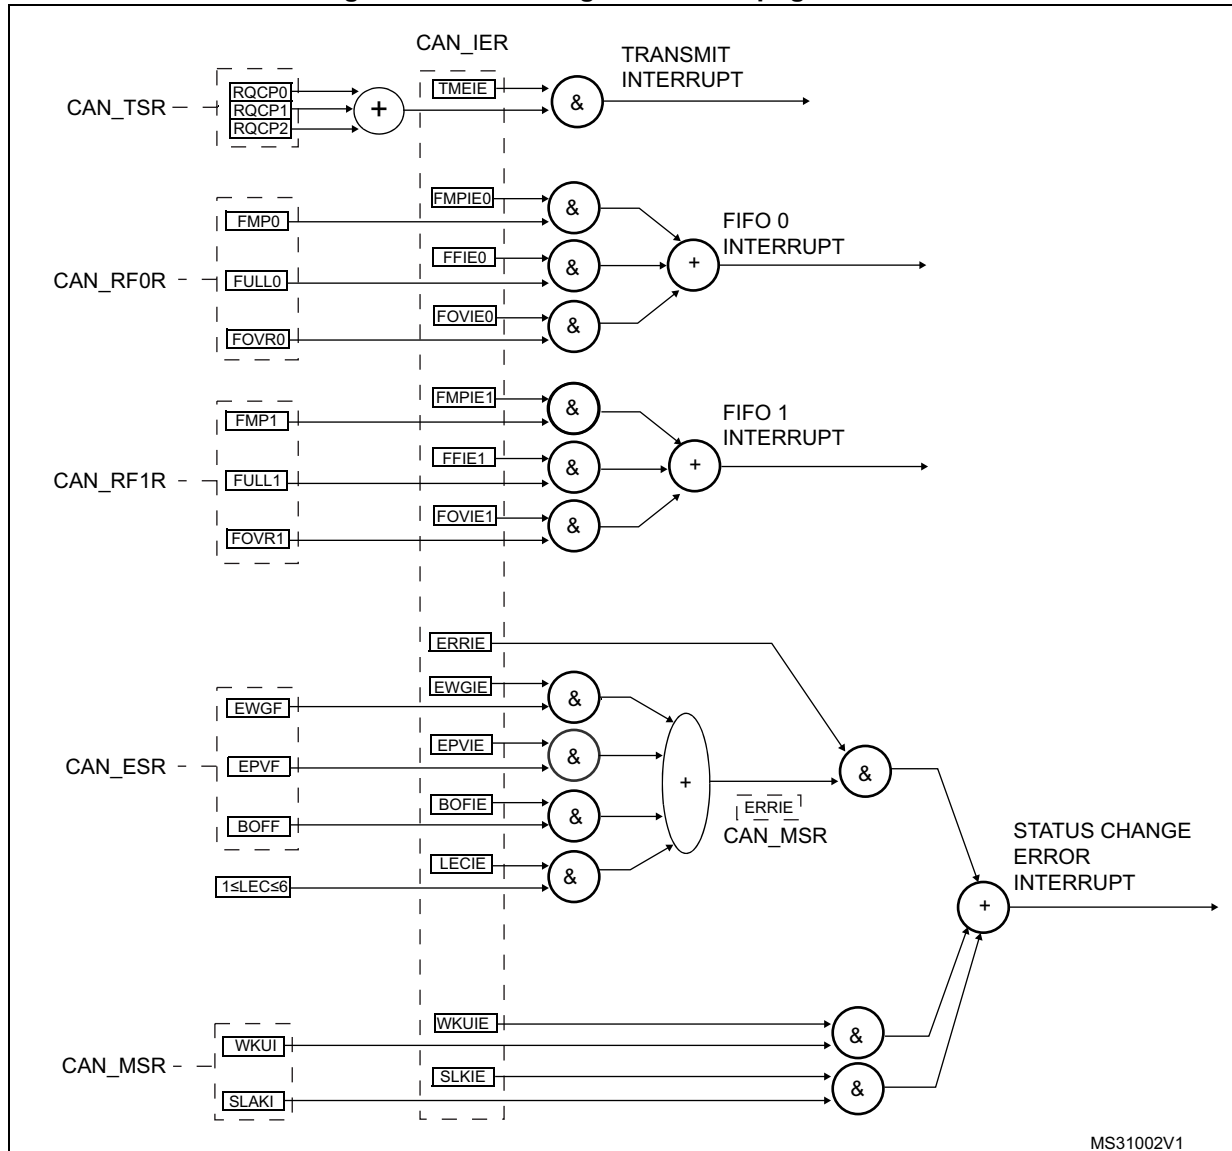 CAN_IER
TRANSMIT
INTERRUPT
CAN_TSR
RQCP0
RQCP1
RQCP2
+
TMEIE
&
CAN_RF0R
FMP0
FULL0
FOVR0
FMPIE0
FFIE0
FOVIE0
&
&
&
+
FIFO 0
INTERRUPT
CAN_RF1R
FMP1
FULL1
FOVR1
FMPIE1
FFIE1
FOVIE1
&
&
&
+
FIFO 1
INTERRUPT
ERRIE
CAN_ESR
EWGF
EPVF
BOFF
1≤LEC≤6
EWGIE
EPVIE
BOFIE
LECIE
&
&
&
&
+
ERRIE
CAN_MSR
&
STATUS CHANGE
ERROR
INTERRUPT
+
CAN_MSR
WKUI
SLAKI
WKUIE
SLKIE
&
&
MS31002V1